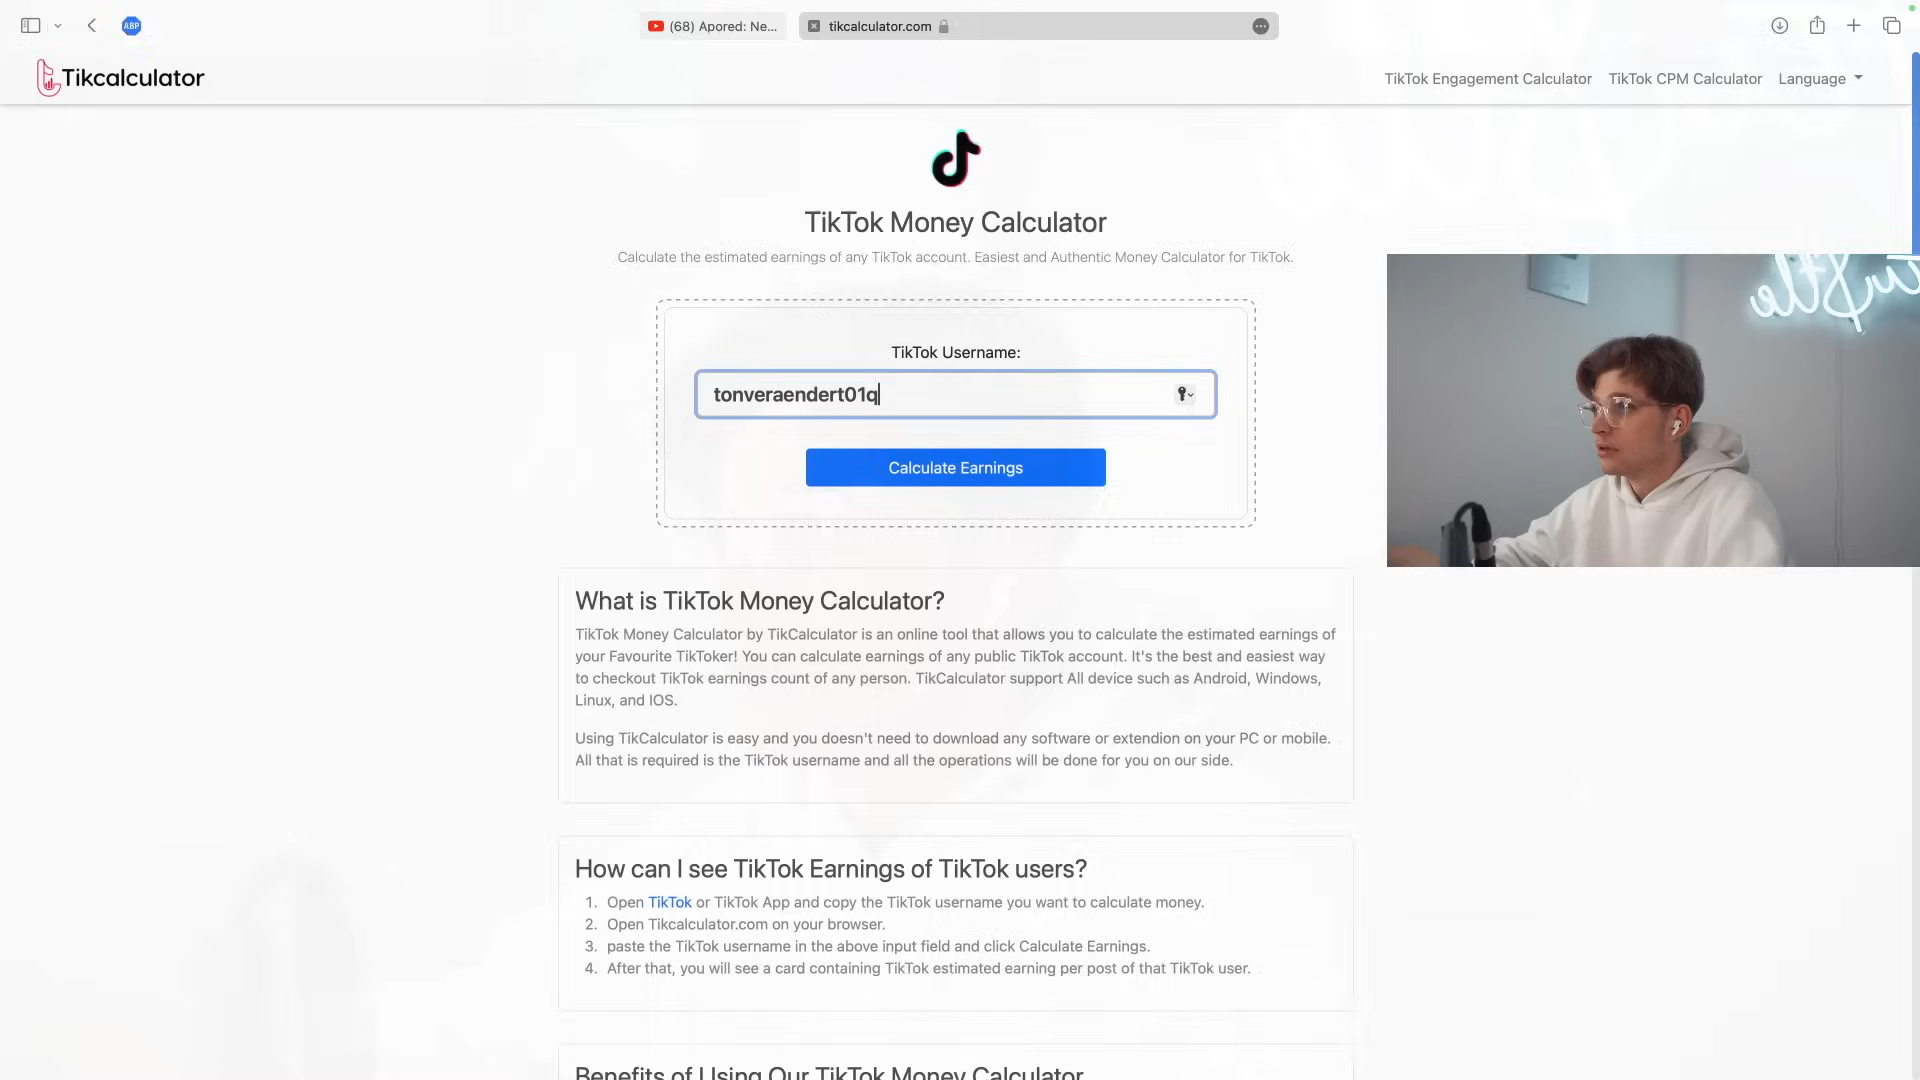 ABP
(68) Apored: Ne...
tikcalculator.com
Tikcalculator
TikTok Engagement Calculator
TikTok CPM Calculator
Language
TikTok Money Calculator
Calculate the estimated earnings of any TikTok account. Easiest and Authentic Money Calculator for TikTok.
TikTok Username:
tonveraendert01q
Calculate Earnings
What is TikTok Money Calculator?
TikTok Money Calculator by TikCalculator is an online tool that allows you to calculate the estimated earnings of
your Favourite TikToker! You can calculate earnings of any public TikTok account. It's the best and easiest way
to checkout TikTok earnings count of any person. TikCalculator support All device such as Android, Windows,
Linux, and IOS.
Using TikCalculator is easy and you doesn't need to download any software or extendion on your PC or mobile.
All that is required is the TikTok username and all the operations will be done for you on our side.
How can I see TikTok Earnings of TikTok users?
1. Open TikTok or TikTok App and copy the TikTok username you want to calculate money.
2. Open Tikcalculator.com on your browser.
3. paste the TikTok username in the above input field and click Calculate Earnings.
4. After that, you will see a card containing TikTok estimated earning per post of that TikTok user.
Benefits of Using Our TikTok Money Calculator